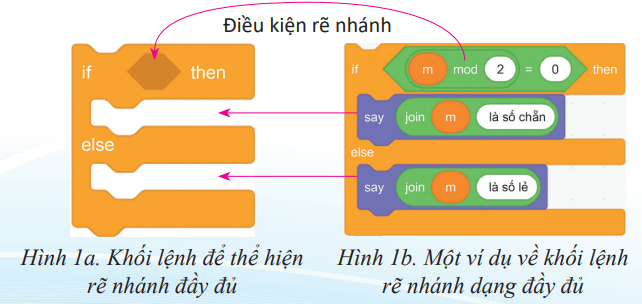 Điều kiện rẽ nhánh
if then
else
if m mod 2 = 0 then
say join m là số chẵn
else
say join m là số lẻ
Hình 1a. Khối lệnh để thể hiện
rẽ nhánh đầy đủ
Hình 1b. Một ví dụ về khối lệnh
rẽ nhánh dạng đầy đủ